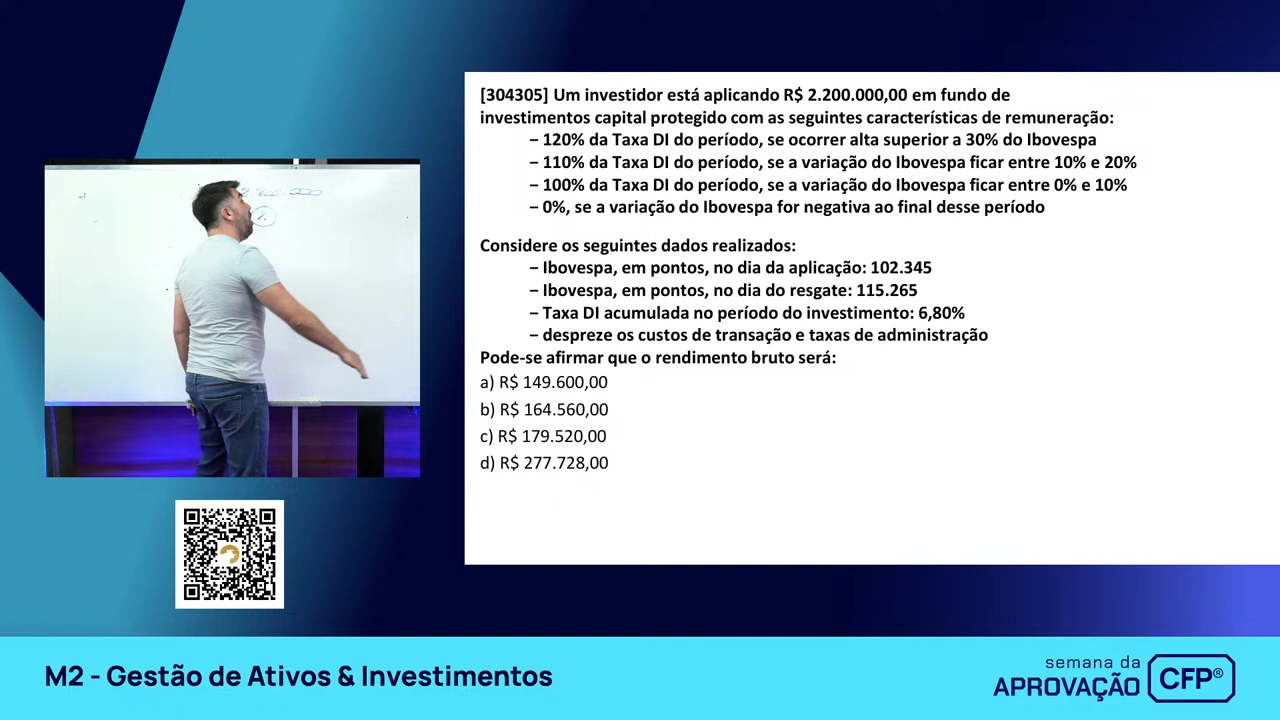 [304305] Um investidor está aplicando R$ 2.200.000,00 em fundo de
investimentos capital protegido com as seguintes características de remuneração:
– 120% da Taxa DI do período, se ocorrer alta superior a 30% do Ibovespa
– 110% da Taxa DI do período, se a variação do Ibovespa ficar entre 10% e 20%
– 100% da Taxa DI do período, se a variação do Ibovespa ficar entre 0% e 10%
– 0%, se a variação do Ibovespa for negativa ao final desse período
Considere os seguintes dados realizados:
– Ibovespa, em pontos, no dia da aplicação: 102.345
– Ibovespa, em pontos, no dia do resgate: 115.265
– Taxa DI acumulada no período do investimento: 6,80%
– despreze os custos de transação e taxas de administração
Pode-se afirmar que o rendimento bruto será:
a) R$ 149.600,00
b) R$ 164.560,00
c) R$ 179.520,00
d) R$ 277.728,00
M2 - Gestão de Ativos & Investimentos
semana da
APROVAÇÃO
CFP®